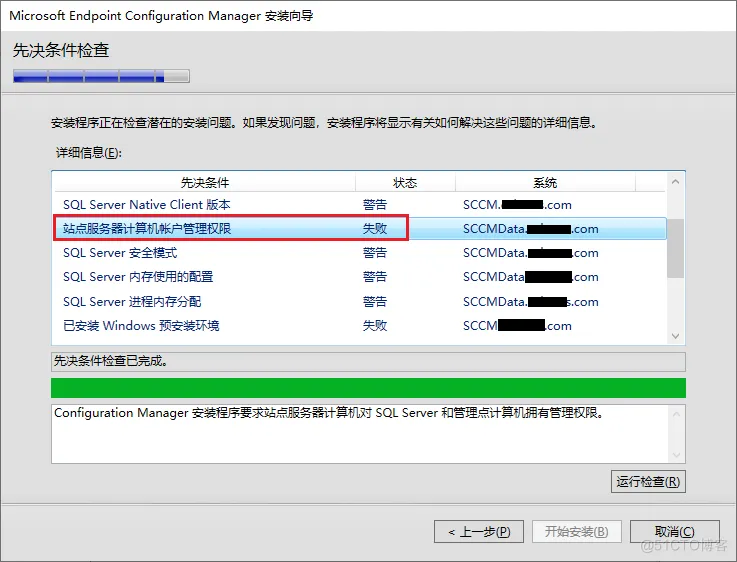 Microsoft Endpoint Configuration Manager 安装向导
先决条件检查
安装程序正在检查潜在的安装问题。如果发现问题，安装程序将显示有关如何解决这些问题的详细信息。
详细信息(E):
先决条件 状态 系统
SQL Server Native Client 版本 警告 SCCM. .com
站点服务器计算机帐户管理权限 失败 SCCMData. .com
SQL Server 安全模式 警告 SCCMData. .com
SQL Server 内存使用的配置 警告 SCCMData .com
SQL Server 进程内存分配 警告 SCCMData. s.com
已安装 Windows 预安装环境 失败 SCCM .com
先决条件检查已完成。
Configuration Manager 安装程序要求站点服务器计算机对 SQL Server 和管理点计算机拥有管理权限。
运行检查(R)
< 上一步(P) 开始安装(B) 取消(C)
@51CTO博客